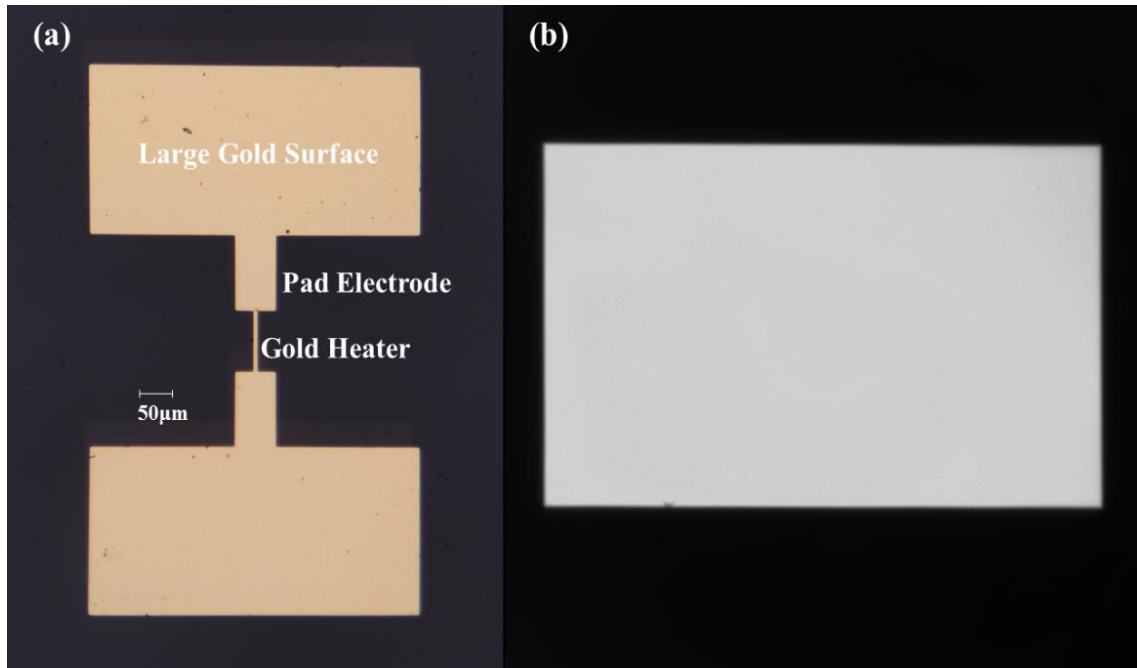 (a)
Large Gold Surface
Pad Electrode
Gold Heater
50μm
(b)